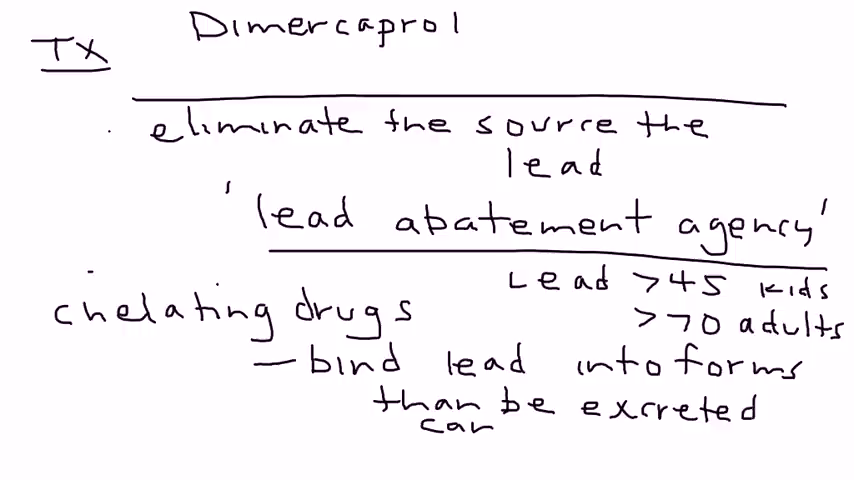 TX Dimercaprol
eliminate the source the
lead
'lead abatement agency'
Lead >45 kids
>70 adults
chelating drugs
— bind lead into forms
than be excreted
can